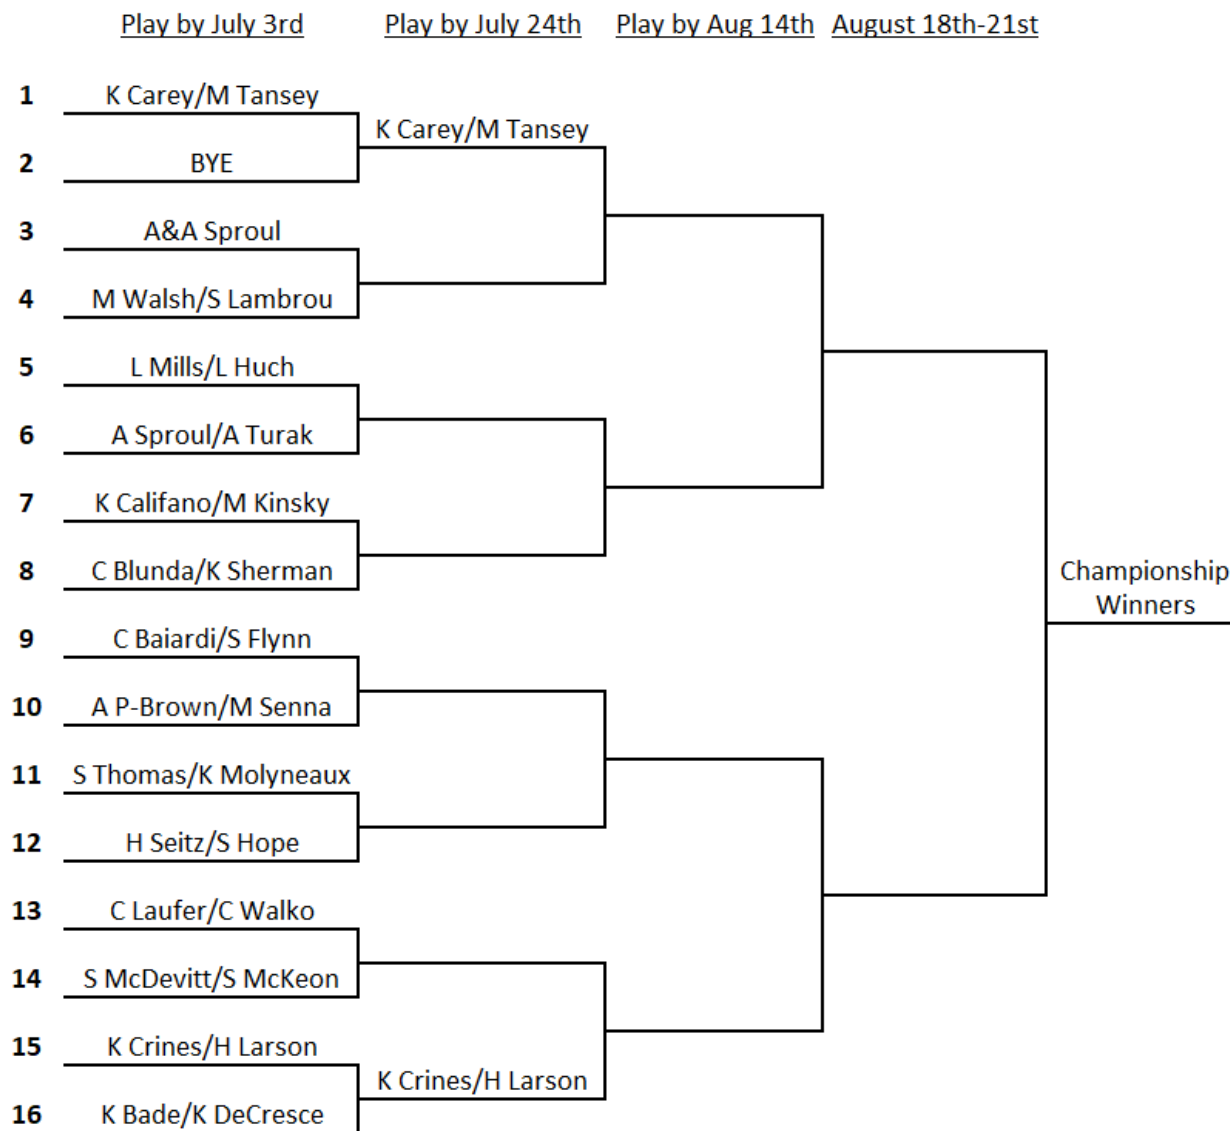 Play by July 3rd Play by July 24th Play by Aug 14th August 18th-21st
1 K Carey/M Tansey
K Carey/M Tansey
2 BYE
3 A&A Sproul
4 M Walsh/S Lambrou
5 L Mills/L Huch
6 A Sproul/A Turak
7 K Califano/M Kinsky
8 C Blunda/K Sherman
Championship
Winners
9 C Baiardi/S Flynn
10 A P-Brown/M Senna
11 S Thomas/K Molyneaux
12 H Seitz/S Hope
13 C Laufer/C Walko
14 S McDevitt/S McKeon
15 K Crines/H Larson
K Crines/H Larson
16 K Bade/K DeCresce